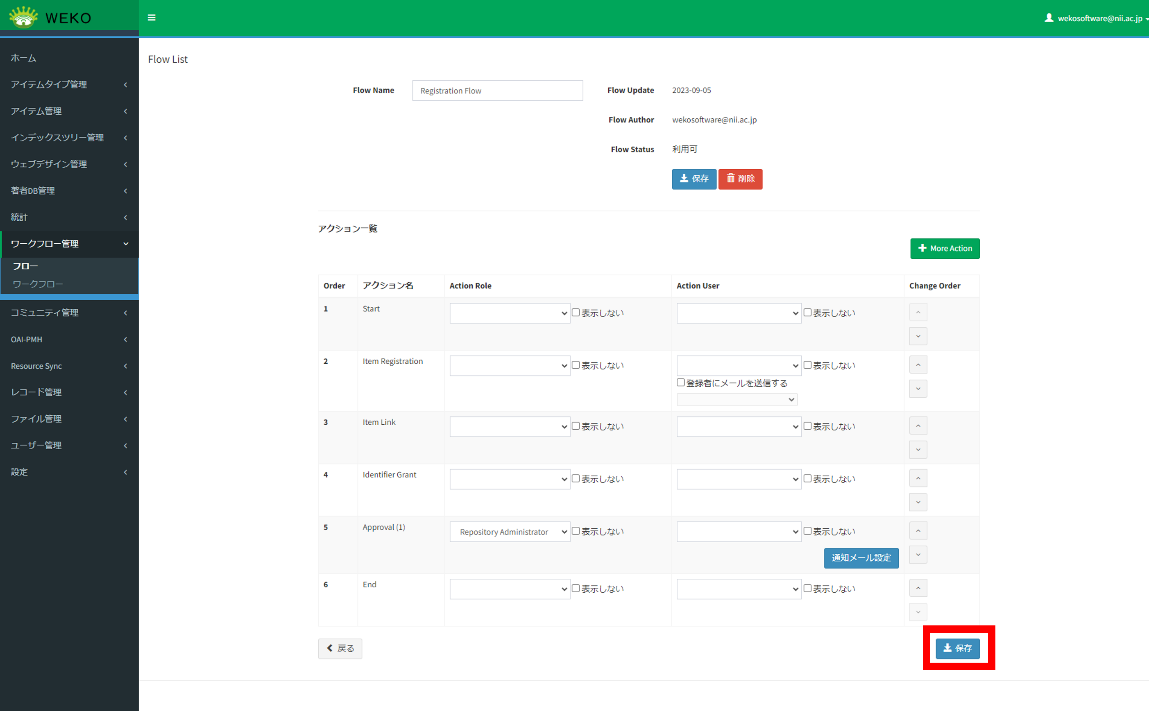 WEKO
wekosoftware@nii.ac.jp
ホーム
アイテムタイプ管理
アイテム管理
インデックスツリー管理
ウェブデザイン管理
著者DB管理
統計
ワークフロー管理
フロー
ワークフロー
コミュニティ管理
OAI-PMH
Resource Sync
レコード管理
ファイル管理
ユーザー管理
設定
Flow List
Flow Name Registration Flow Flow Update 2023-09-05
Flow Author wekosoftware@nii.ac.jp
Flow Status 利用可
保存 削除
アクション一覧
More Action
Order アクション名 Action Role Action User Change Order
1 Start 表示しない 表示しない
2 Item Registration 表示しない 表示しない
登録者にメールを送信する
3 Item Link 表示しない 表示しない
4 Identifier Grant 表示しない 表示しない
5 Approval (1) Repository Administrator 表示しない 表示しない
通知メール設定
6 End 表示しない 表示しない
戻る 保存